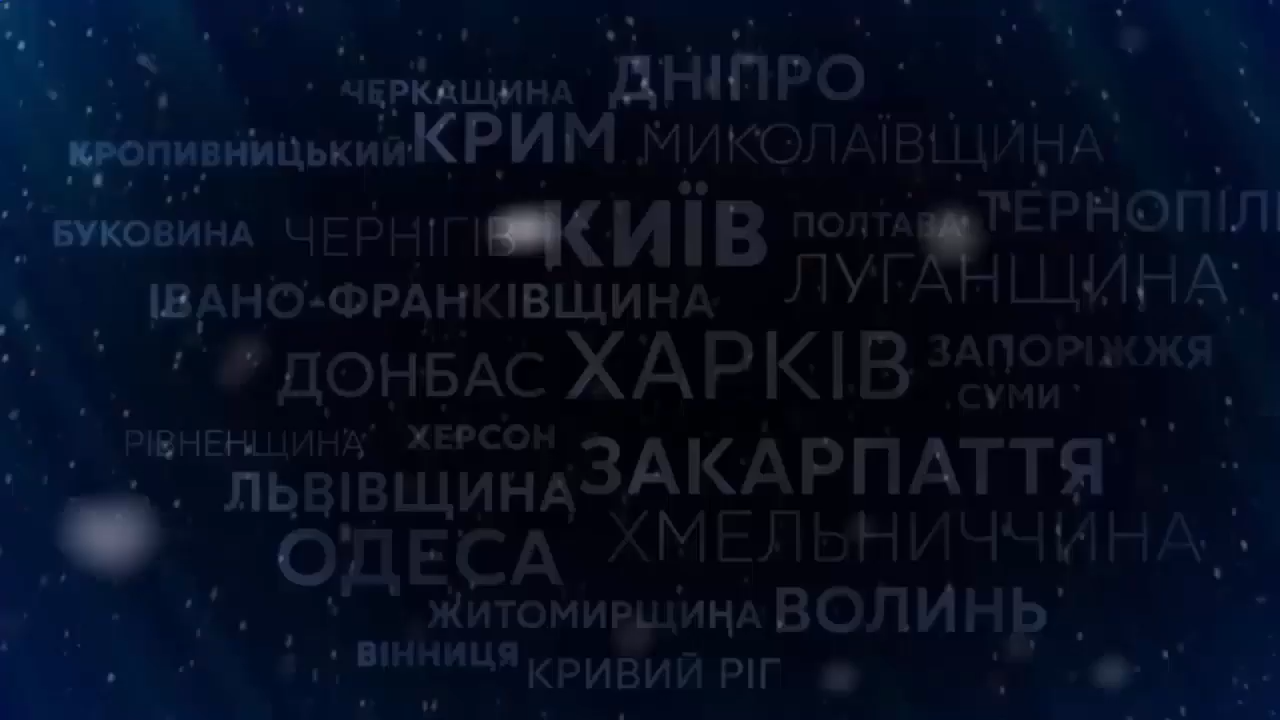 ДНІПРО
ЧЕРКАЩИНА
КРИМ МИКОЛАЇВЩИНА
КРОПИВНИЦЬКИЙ
ТЕРНОПІЛ
БУКОВИНА ЧЕРНІГІВ КИЇВ ПОЛТАВА
ЛУГАНЩИНА
ІВАНО-ФРАНКІВЩИНА
ДОНБАС ХАРКІВ ЗАПОРІЖЖЯ
СУМИ
РІВНЕНЩИНА ХЕРСОН ЗАКАРПАТТЯ
ЛЬВІВЩИНА
ОДЕСА ХМЕЛЬНИЧЧИНА
ЖИТОМИРЩИНА ВОЛИНЬ
ВІННИЦЯ КРИВИЙ РІГ